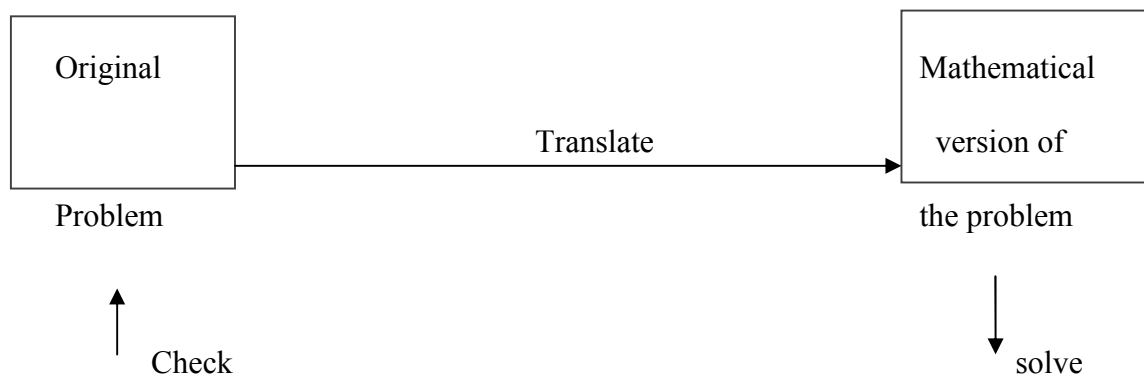 Original
Mathematical
Translate
version of
Problem
the problem
Check
solve